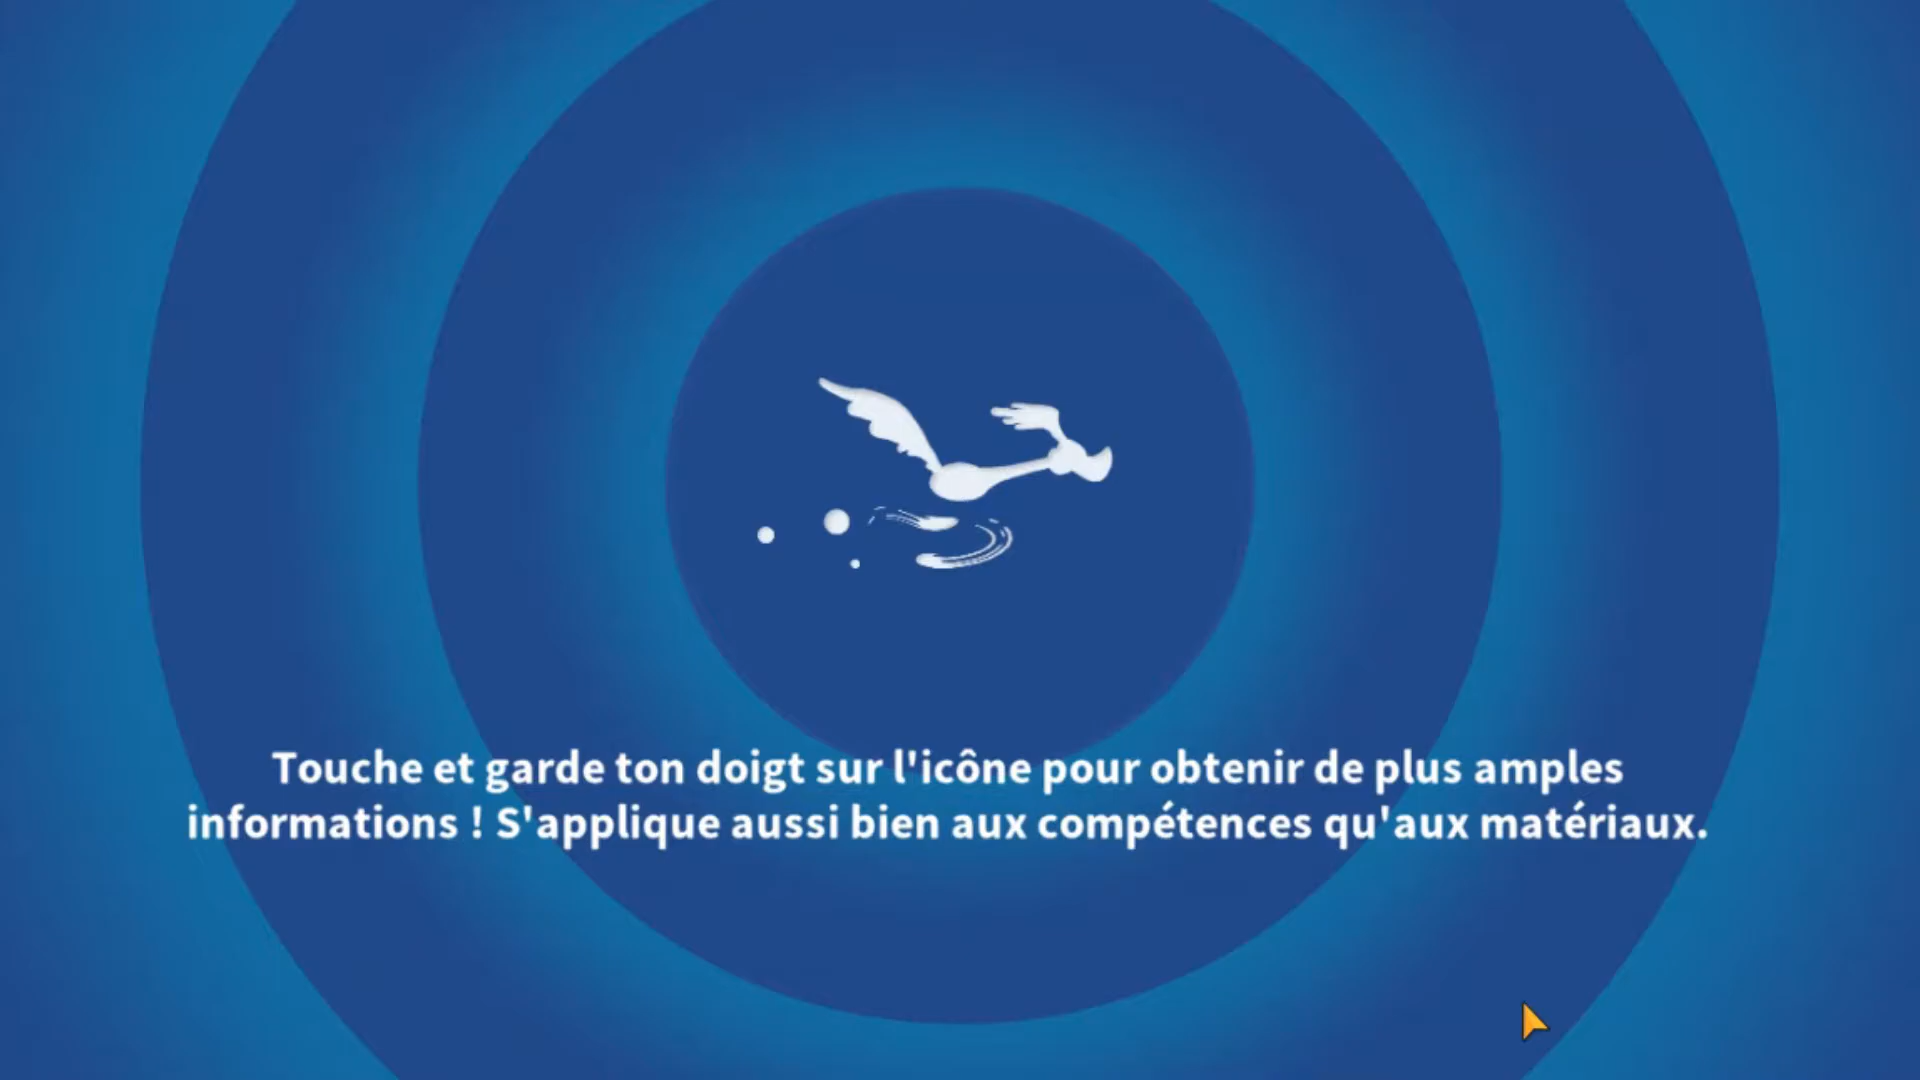 Touche et garde ton doigt sur l'icône pour obtenir de plus amples
informations ! S'applique aussi bien aux compétences qu'aux matériaux.